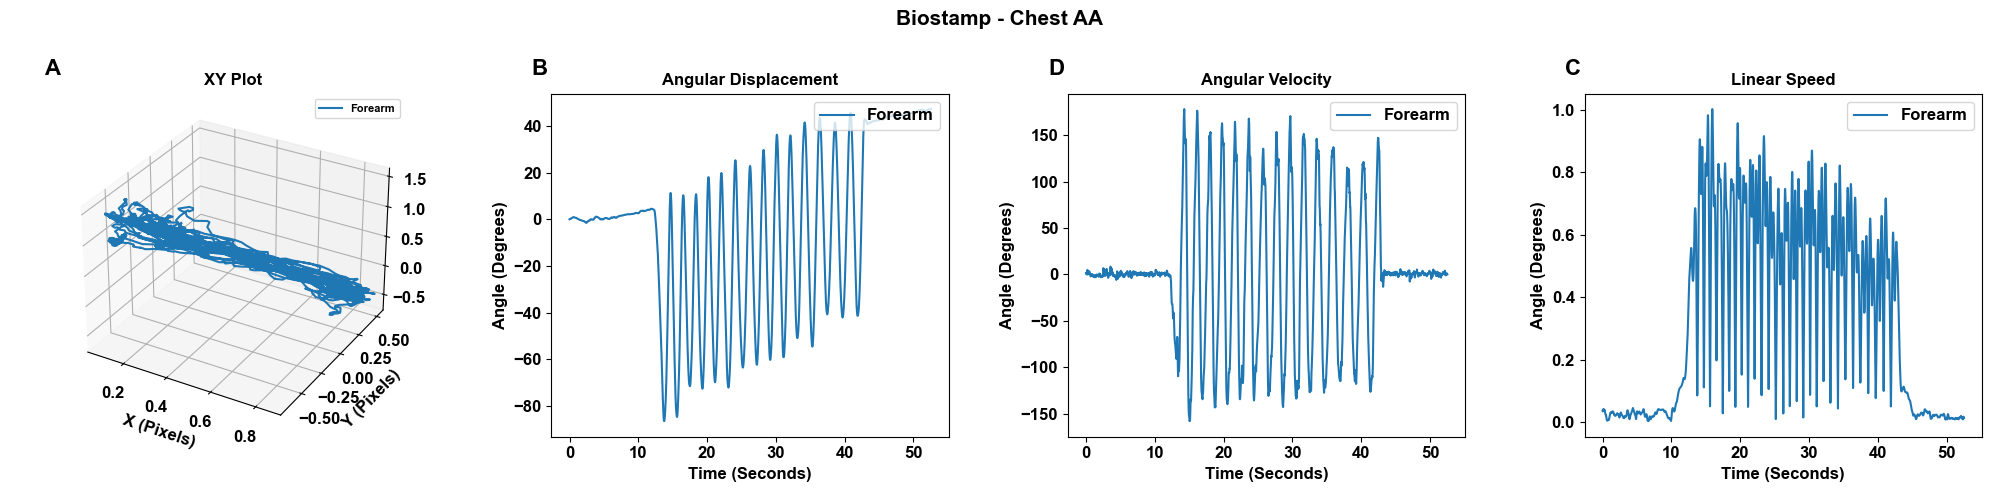 Biostamp - Chest AA
A
XY Plot
Forearm
1.5
1.0
0.5
0.0
−0.5
0.50
0.25
0.00
−0.25
−0.50
Y (Pixels)
0.2
0.4
0.6
0.8
X (Pixels)
B
Angular Displacement
Forearm
40
20
0
−20
−40
−60
−80
Angle (Degrees)
0 10 20 30 40 50
Time (Seconds)
D
Angular Velocity
Forearm
150
100
50
0
−50
−100
−150
Angle (Degrees)
0 10 20 30 40 50
Time (Seconds)
C
Linear Speed
Forearm
1.0
0.8
0.6
0.4
0.2
0.0
Angle (Degrees)
0 10 20 30 40 50
Time (Seconds)